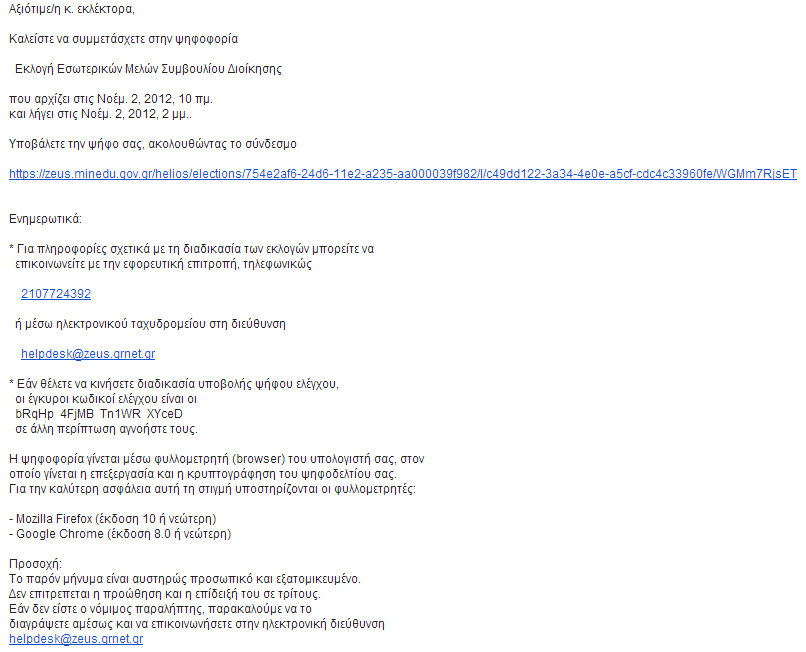 Αξιότιμε/η κ. εκλέκτορα,
Καλείστε να συμμετάσχετε στην ψηφοφορία
Εκλογή Εσωτερικών Μελών Συμβουλίου Διοίκησης
που αρχίζει στις Νοέμ. 2, 2012, 10 πμ.
και λήγει στις Νοέμ. 2, 2012, 2 μμ..
Υποβάλετε την ψήφο σας, ακολουθώντας το σύνδεσμο
https://zeus.minedu.gov.gr/helios/elections/754e2af6-24d6-11e2-a235-aa000039f982/l/c49dd122-3a34-4e0e-a5cf-cdc4c33960fe/WGMm7RjsET
Ενημερωτικά:
* Για πληροφορίες σχετικά με τη διαδικασία των εκλογών μπορείτε να
επικοινωνείτε με την εφορευτική επιτροπή, τηλεφωνικώς
2107724392
ή μέσω ηλεκτρονικού ταχυδρομείου στη διεύθυνση
helpdesk@zeus.grnet.gr
* Εάν θέλετε να κινήσετε διαδικασία υποβολής ψήφου ελέγχου,
οι έγκυροι κωδικοί ελέγχου είναι οι
bRqHp 4FjMB Tn1WR XYceD
σε άλλη περίπτωση αγνοήστε τους.
Η ψηφοφορία γίνεται μέσω φυλλομετρητή (browser) του υπολογιστή σας, στον
οποίο γίνεται η επεξεργασία και η κρυπτογράφηση του ψηφοδελτίου σας.
Για την καλύτερη ασφάλεια αυτή τη στιγμή υποστηρίζονται οι φυλλομετρητές:
- Mozilla Firefox (έκδοση 10 ή νεώτερη)
- Google Chrome (έκδοση 8.0 ή νεώτερη)
Προσοχή:
Το παρόν μήνυμα είναι αυστηρώς προσωπικό και εξατομικευμένο.
Δεν επιτρεπεται η προώθηση και η επίδειξή του σε τρίτους.
Εάν δεν είστε ο νόμιμος παραλήπτης, παρακαλούμε να το
διαγράψετε αμέσως και να επικοινωνήσετε στην ηλεκτρονική διεύθυνση
helpdesk@zeus.grnet.gr